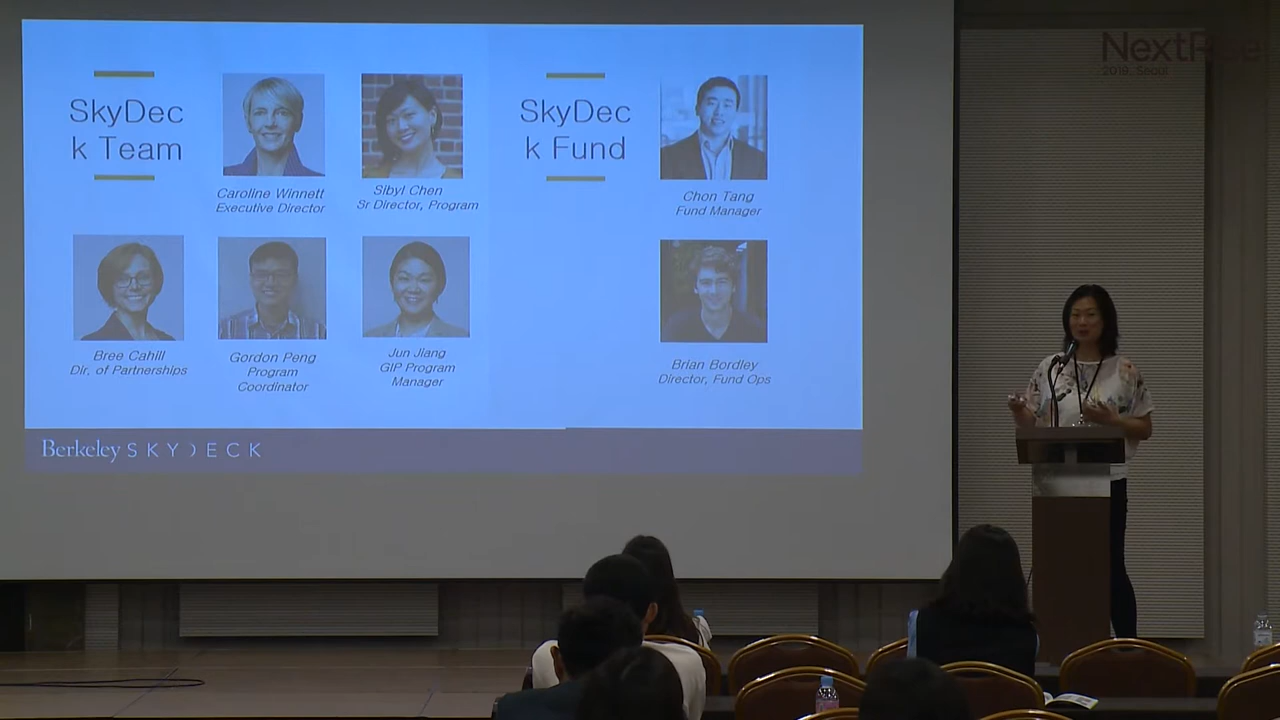 SkyDec
k Team
Caroline Winnett
Executive Director
Sibyl Chen
Sr Director, Program
SkyDec
k Fund
Chon Tang
Fund Manager
Bree Cahill
Dir, of Partnerships
Gordon Peng
Program
Coordinator
Jun Jiang
GIP Program
Manager
Brian Bordley
Director, Fund Ops
Berkeley SKYDECK
NextRise
2019, Seoul